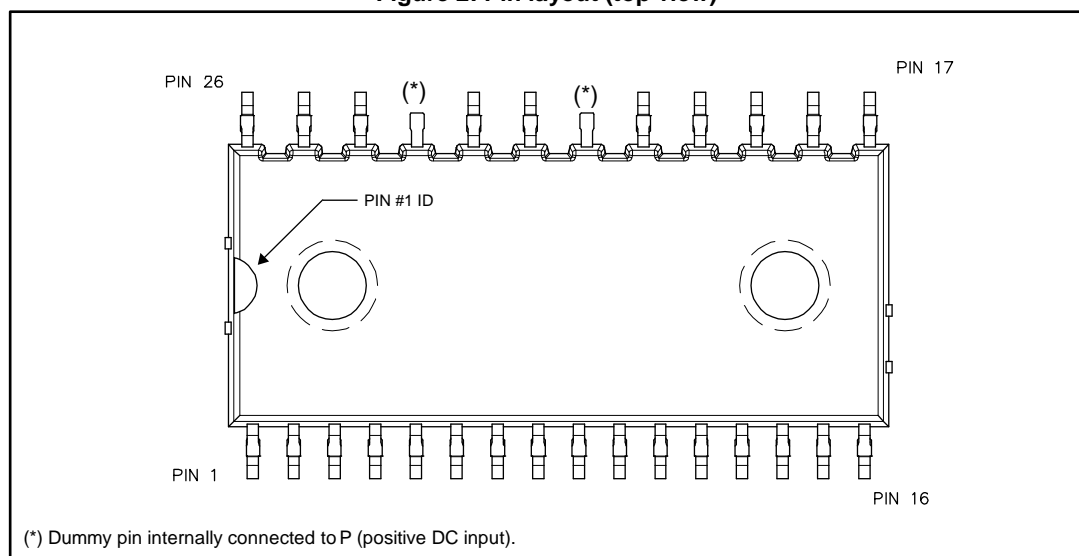 PIN 26
(*)
(*)
PIN 17
PIN #1 ID
PIN 1
PIN 16
(*) Dummy pin internally connected to P (positive DC input).